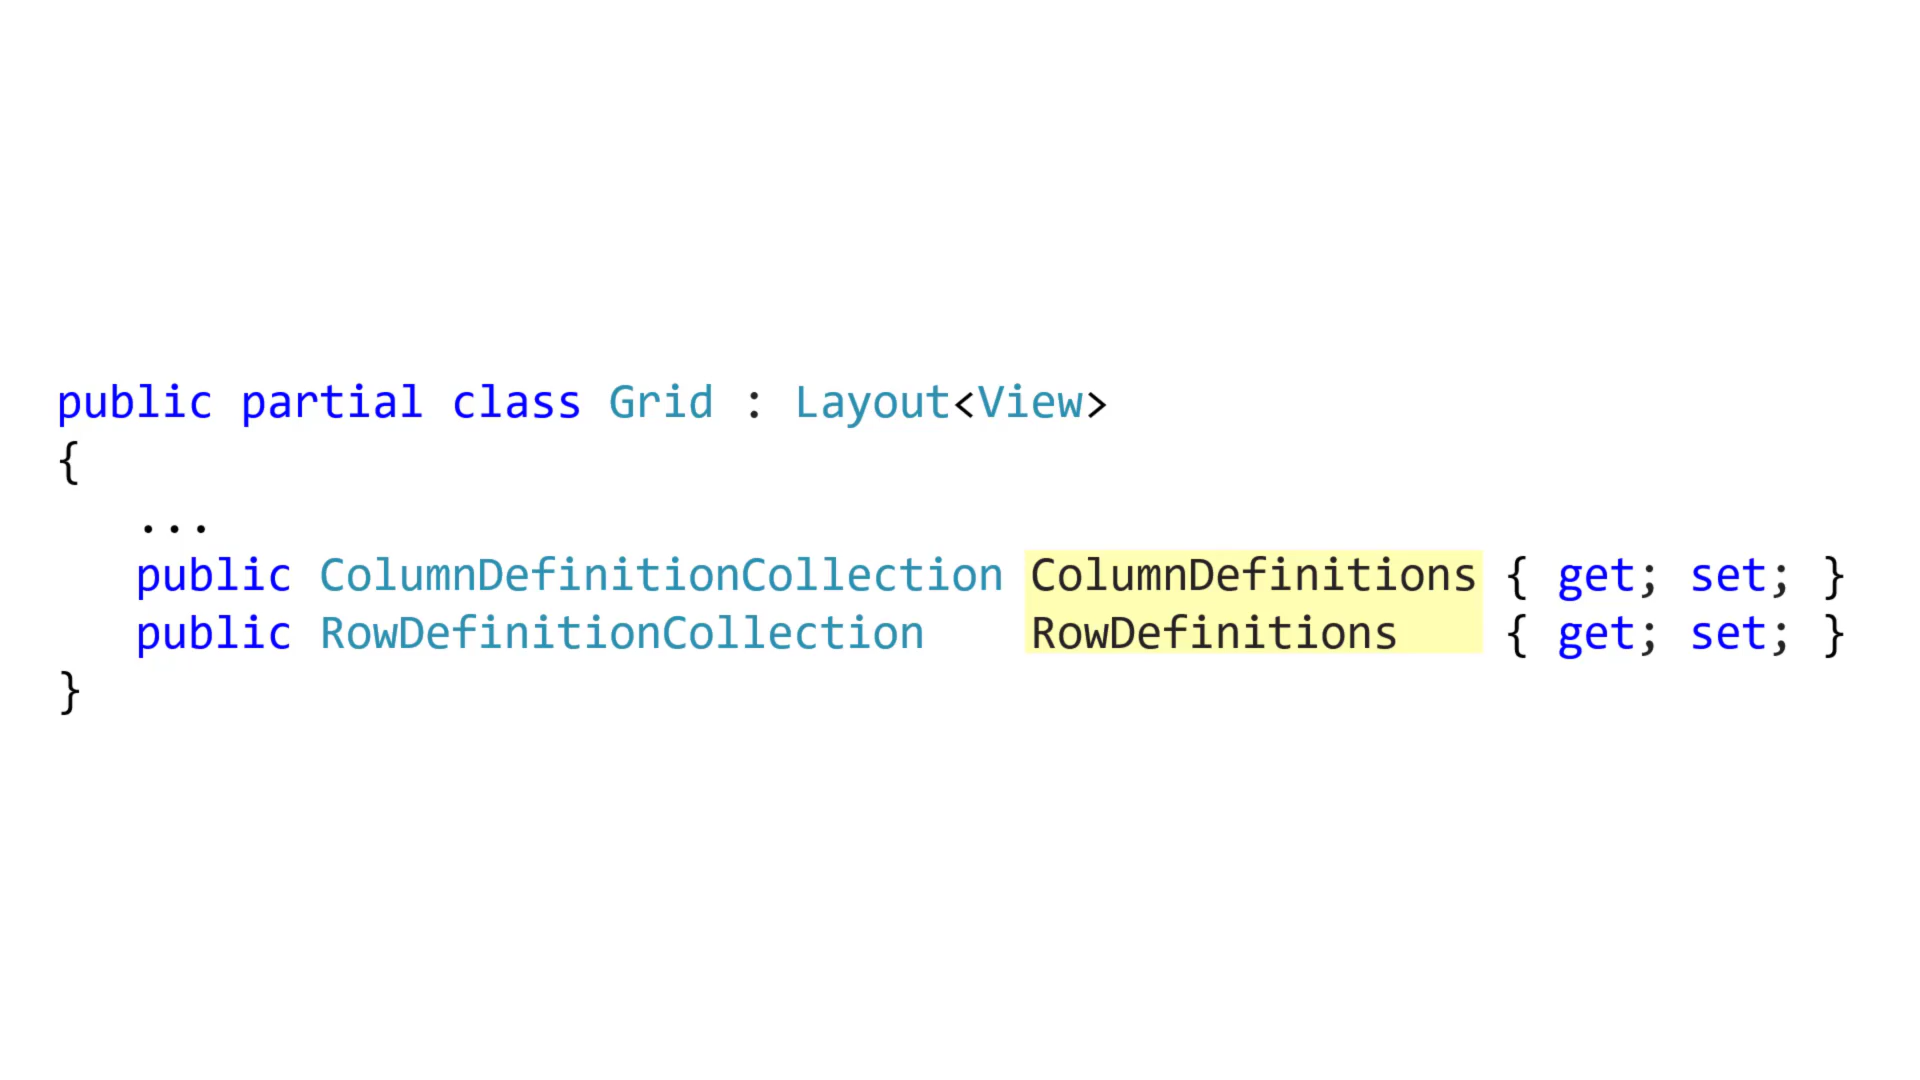 public partial class Grid : Layout<View>
{
...
public ColumnDefinitionCollection ColumnDefinitions { get; set; }
public RowDefinitionCollection RowDefinitions { get; set; }
}